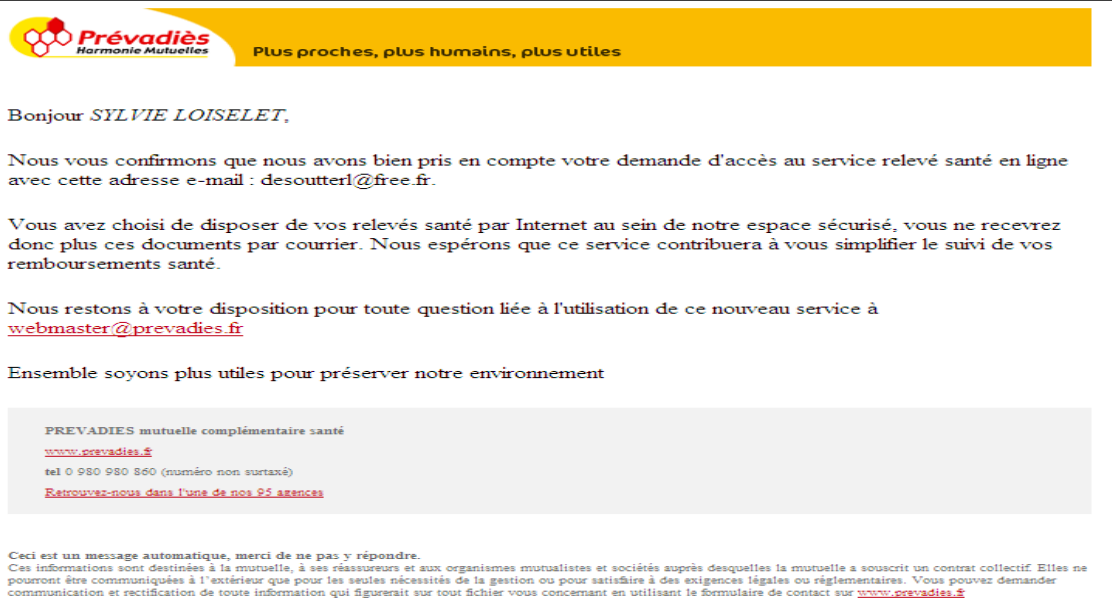 Prévadiès
Harmonie Mutuelles
Plus proches, plus humains, plus utiles
Bonjour SYLVIE LOISELET,
Nous vous confirmons que nous avons bien pris en compte votre demande d'accès au service relevé santé en ligne
avec cette adresse e-mail : desoutterl@free.fr.
Vous avez choisi de disposer de vos relevés santé par Internet au sein de notre espace sécurisé, vous ne recevrez
donc plus ces documents par courrier. Nous espérons que ce service contribuera à vous simplifier le suivi de vos
remboursements santé.
Nous restons à votre disposition pour toute question liée à l'utilisation de ce nouveau service à
webmaster@prevadies.fr
Ensemble soyons plus utiles pour préserver notre environnement
PREVADIES mutuelle complémentaire santé
www.prevadies.fr
tel 0 980 980 860 (numéro non surtaxé)
Retrouvez-nous dans l'une de nos 95 agences
Ceci est un message automatique, merci de ne pas y répondre.
Ces informations sont destinées à la mutuelle, à ses réassureurs et aux organismes mutualistes et sociétés auprès desquelles la mutuelle a souscrit un contrat collectif. Elles ne
pourront être communiquées à l'extérieur que pour les seules nécessités de la gestion ou pour satisfaire à des exigences légales ou réglementaires. Vous pouvez demander
communication et rectification de toute information qui figurerait sur tout fichier vous concernant en utilisant le formulaire de contact sur www.prevadies.fr